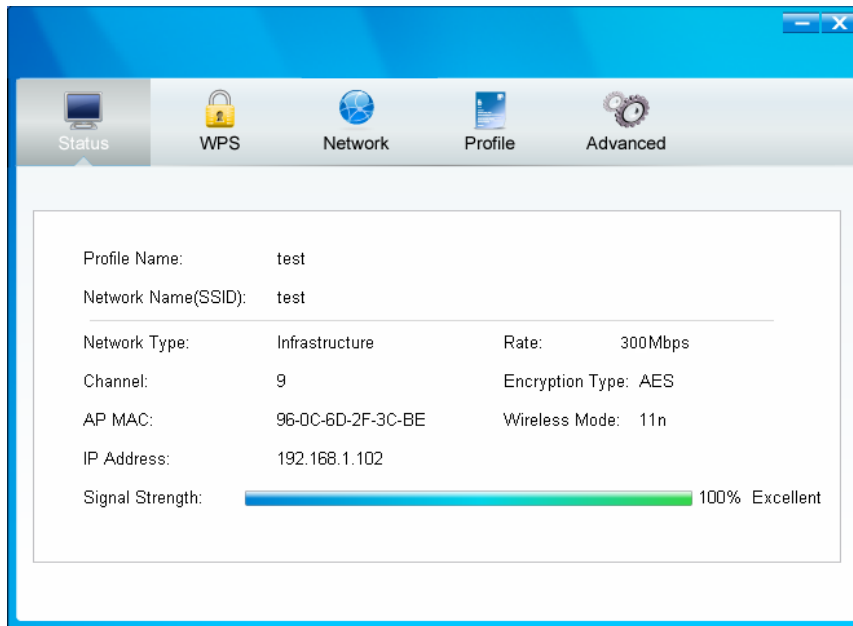 Status WPS Network Profile Advanced
Profile Name: test
Network Name(SSID): test
Network Type: Infrastructure Rate: 300Mbps
Channel: 9 Encryption Type: AES
AP MAC: 96-0C-6D-2F-3C-BE Wireless Mode: 11n
IP Address: 192.168.1.102
Signal Strength: 100% Excellent